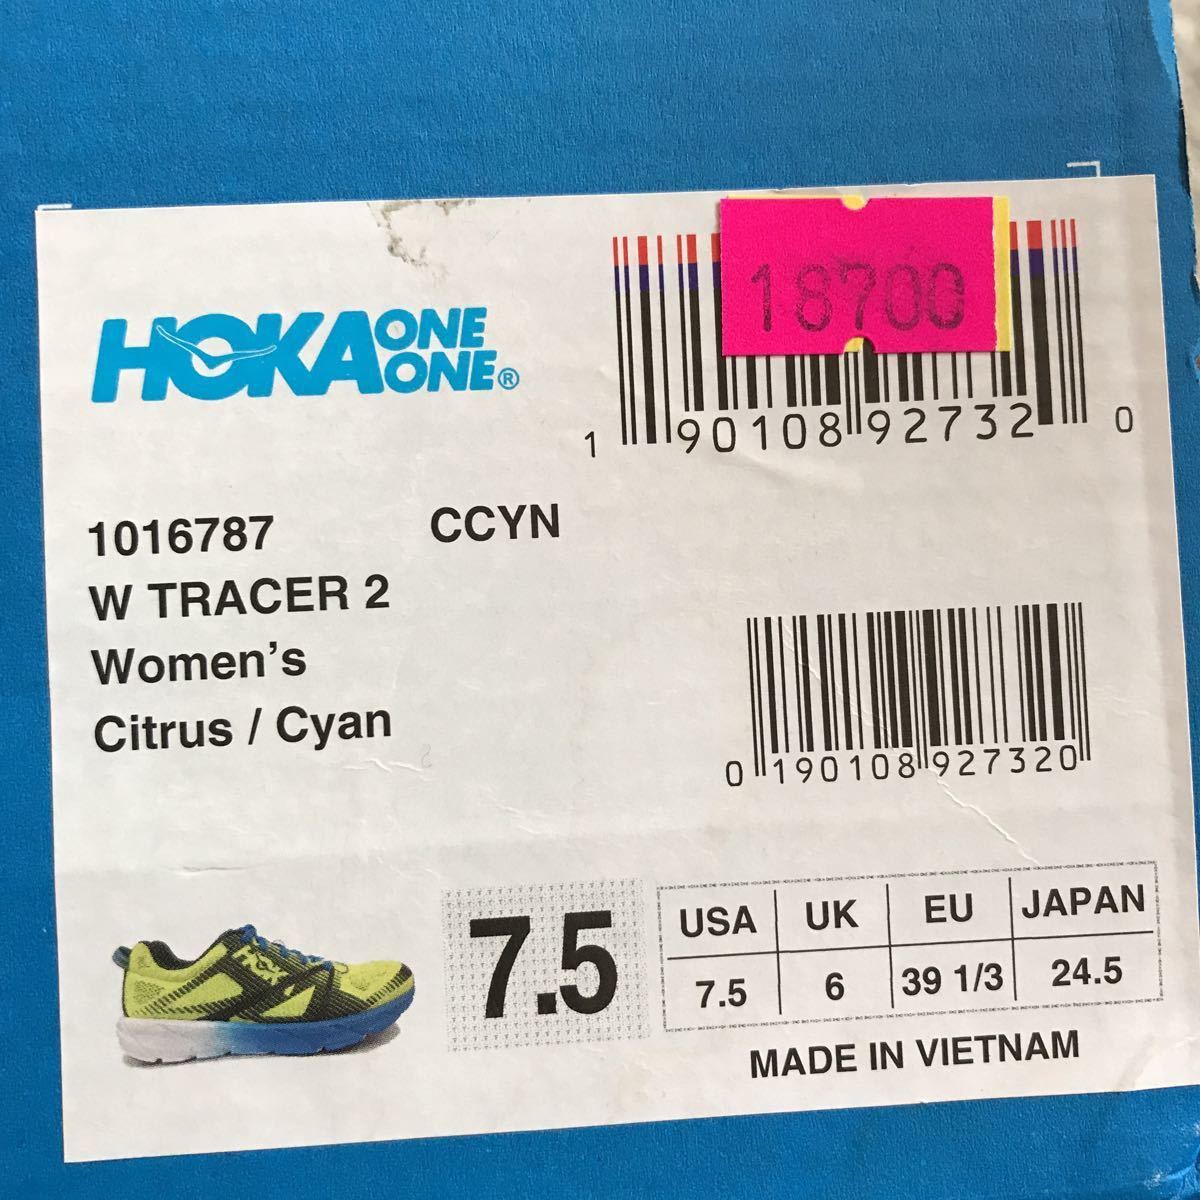 HOKA ONE ONE®
18700
1 90108 92732 0
1016787 CCYN
W TRACER 2
Women's
Citrus / Cyan
0 190108 927320
HOKA
7.5
USA UK EU JAPAN
7.5 6 39 1/3 24.5
MADE IN VIETNAM